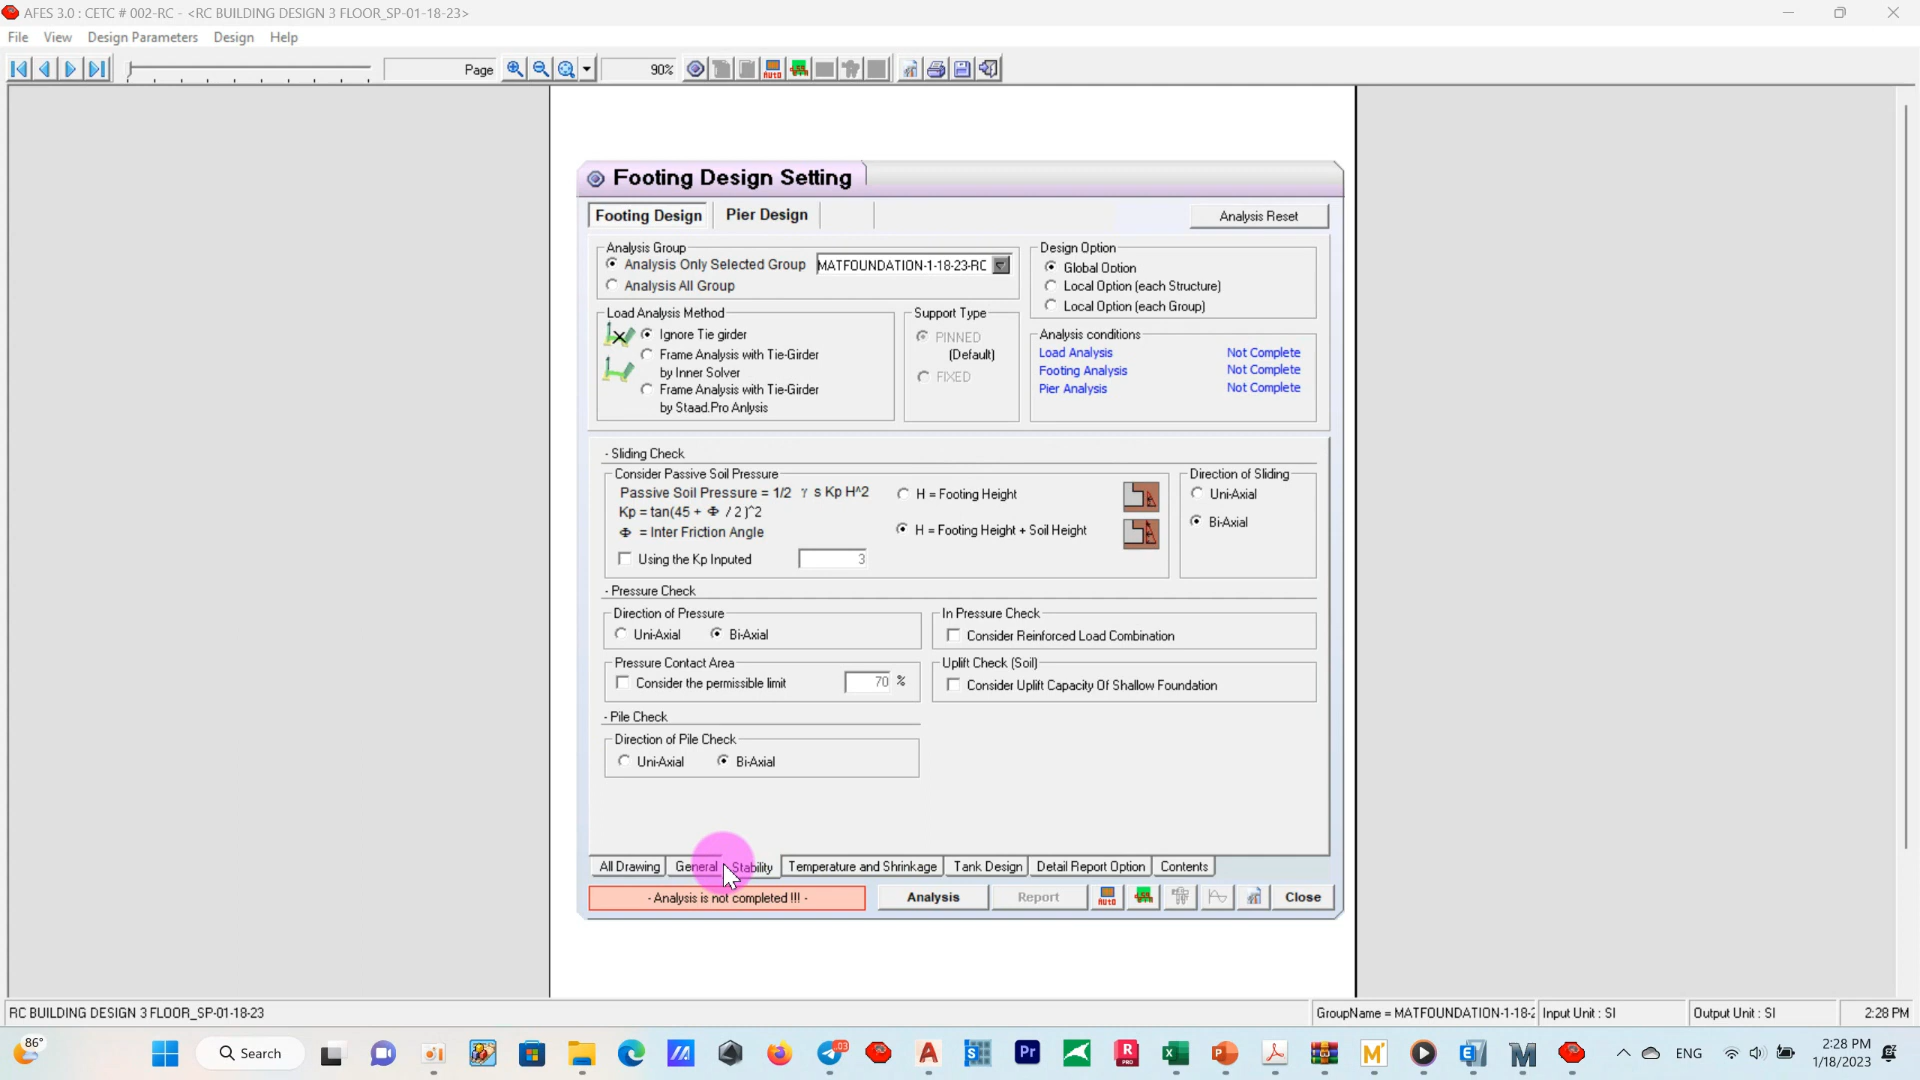 AFES 3.0 : CETC # 002-RC - <RC BUILDING DESIGN 3 FLOOR_SP-01-18-23>
File View Design Parameters Design Help
Page 90% AUTO
Footing Design Setting
Footing Design Pier Design Analysis Reset
Analysis Group
Analysis Only Selected Group MATFOUNDATION-1-18-23-RC
Analysis All Group
Design Option
Global Option
Local Option (each Structure)
Local Option (each Group)
Load Analysis Method
Ignore Tie girder
Frame Analysis with Tie-Girder
by Inner Solver
Frame Analysis with Tie-Girder
by Staad.Pro Anlysis
Support Type
PINNED
(Default)
FIXED
Analysis conditions
Load Analysis Not Complete
Footing Analysis Not Complete
Pier Analysis Not Complete
- Sliding Check
Consider Passive Soil Pressure
Passive Soil Pressure = 1/2 γ s Kp H^2
Kp = tan(45 + Φ / 2 )^2
Φ = Inter Friction Angle
Using the Kp Inputed 3
H = Footing Height
H = Footing Height + Soil Height
Direction of Sliding
Uni-Axial
Bi-Axial
- Pressure Check
Direction of Pressure
Uni-Axial Bi-Axial
In Pressure Check
Consider Reinforced Load Combination
Pressure Contact Area
Consider the permissible limit 70 %
Uplift Check (Soil)
Consider Uplift Capacity Of Shallow Foundation
- Pile Check
Direction of Pile Check
Uni-Axial Bi-Axial
All Drawing General Stability Temperature and Shrinkage Tank Design Detail Report Option Contents
- Analysis is not completed !!! - Analysis Report AUTO Close
RC BUILDING DESIGN 3 FLOOR_SP-01-18-23 GroupName = MATFOUNDATION-1-18-2 Input Unit : SI Output Unit : SI 2:28 PM
86° Search 03 Pr R PRO ENG 2:28 PM
1/18/2023